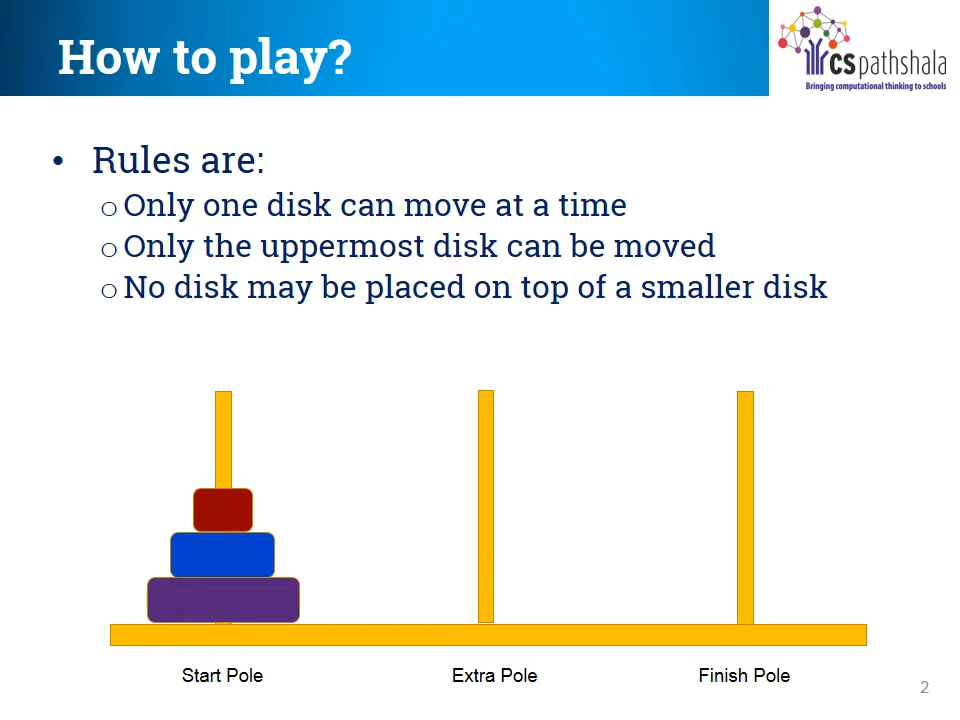 How to play?
CSpathshala
Bringing computational thinking to schools
• Rules are:
o Only one disk can move at a time
o Only the uppermost disk can be moved
o No disk may be placed on top of a smaller disk
Start Pole Extra Pole Finish Pole
2